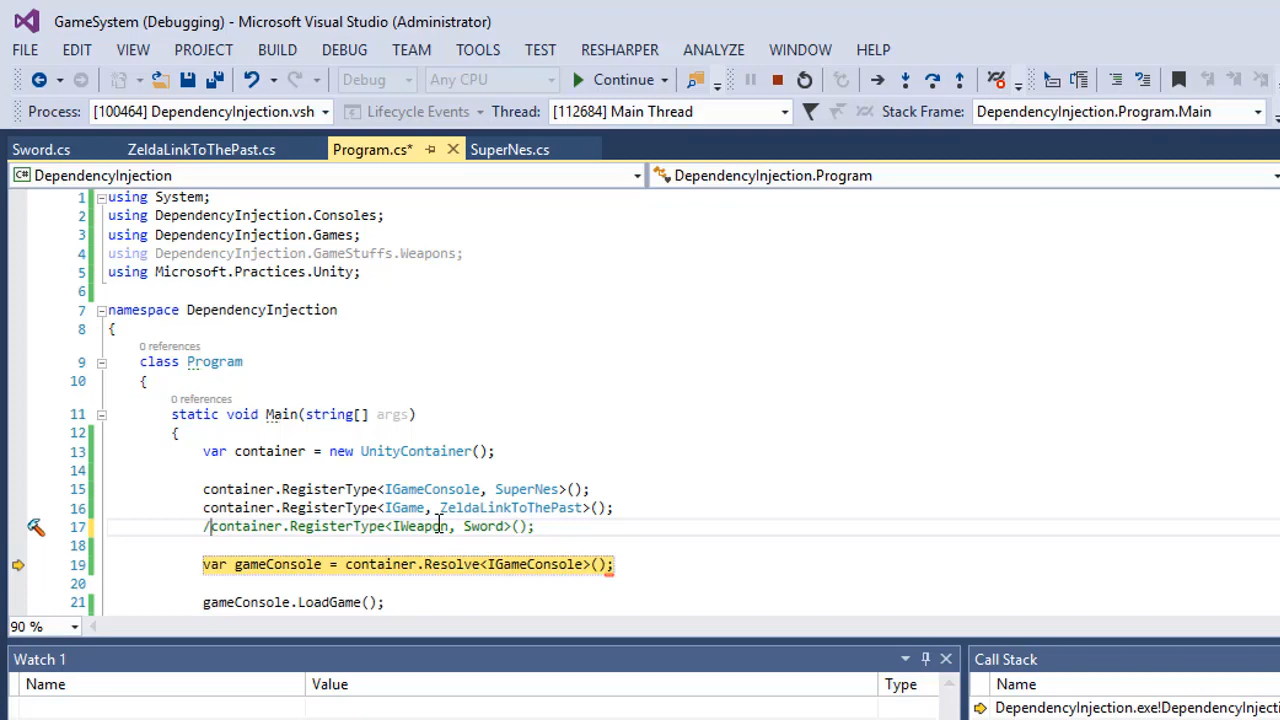 GameSystem (Debugging) - Microsoft Visual Studio (Administrator)
FILE EDIT VIEW PROJECT BUILD DEBUG TEAM TOOLS TEST RESHARPER ANALYZE WINDOW HELP
Debug Any CPU Continue
Process: [100464] DependencyInjection.vsh Lifecycle Events Thread: [112684] Main Thread Stack Frame: DependencyInjection.Program.Main
Sword.cs ZeldaLinkToThePast.cs Program.cs* SuperNes.cs
C# DependencyInjection DependencyInjection.Program
1 using System;
2 using DependencyInjection.Consoles;
3 using DependencyInjection.Games;
4 using DependencyInjection.GameStuffs.Weapons;
5 using Microsoft.Practices.Unity;
6
7 namespace DependencyInjection
8 {
0 references
9 class Program
10 {
0 references
11 static void Main(string[] args)
12 {
13 var container = new UnityContainer();
14
15 container.RegisterType<IGameConsole, SuperNes>();
16 container.RegisterType<IGame, ZeldaLinkToThePast>();
17 /container.RegisterType<IWeapon, Sword>();
18
19 var gameConsole = container.Resolve<IGameConsole>();
20
21 gameConsole.LoadGame();
90 %
Watch 1 Call Stack
Name Value Type Name
DependencyInjection.exe!DependencyInjecti